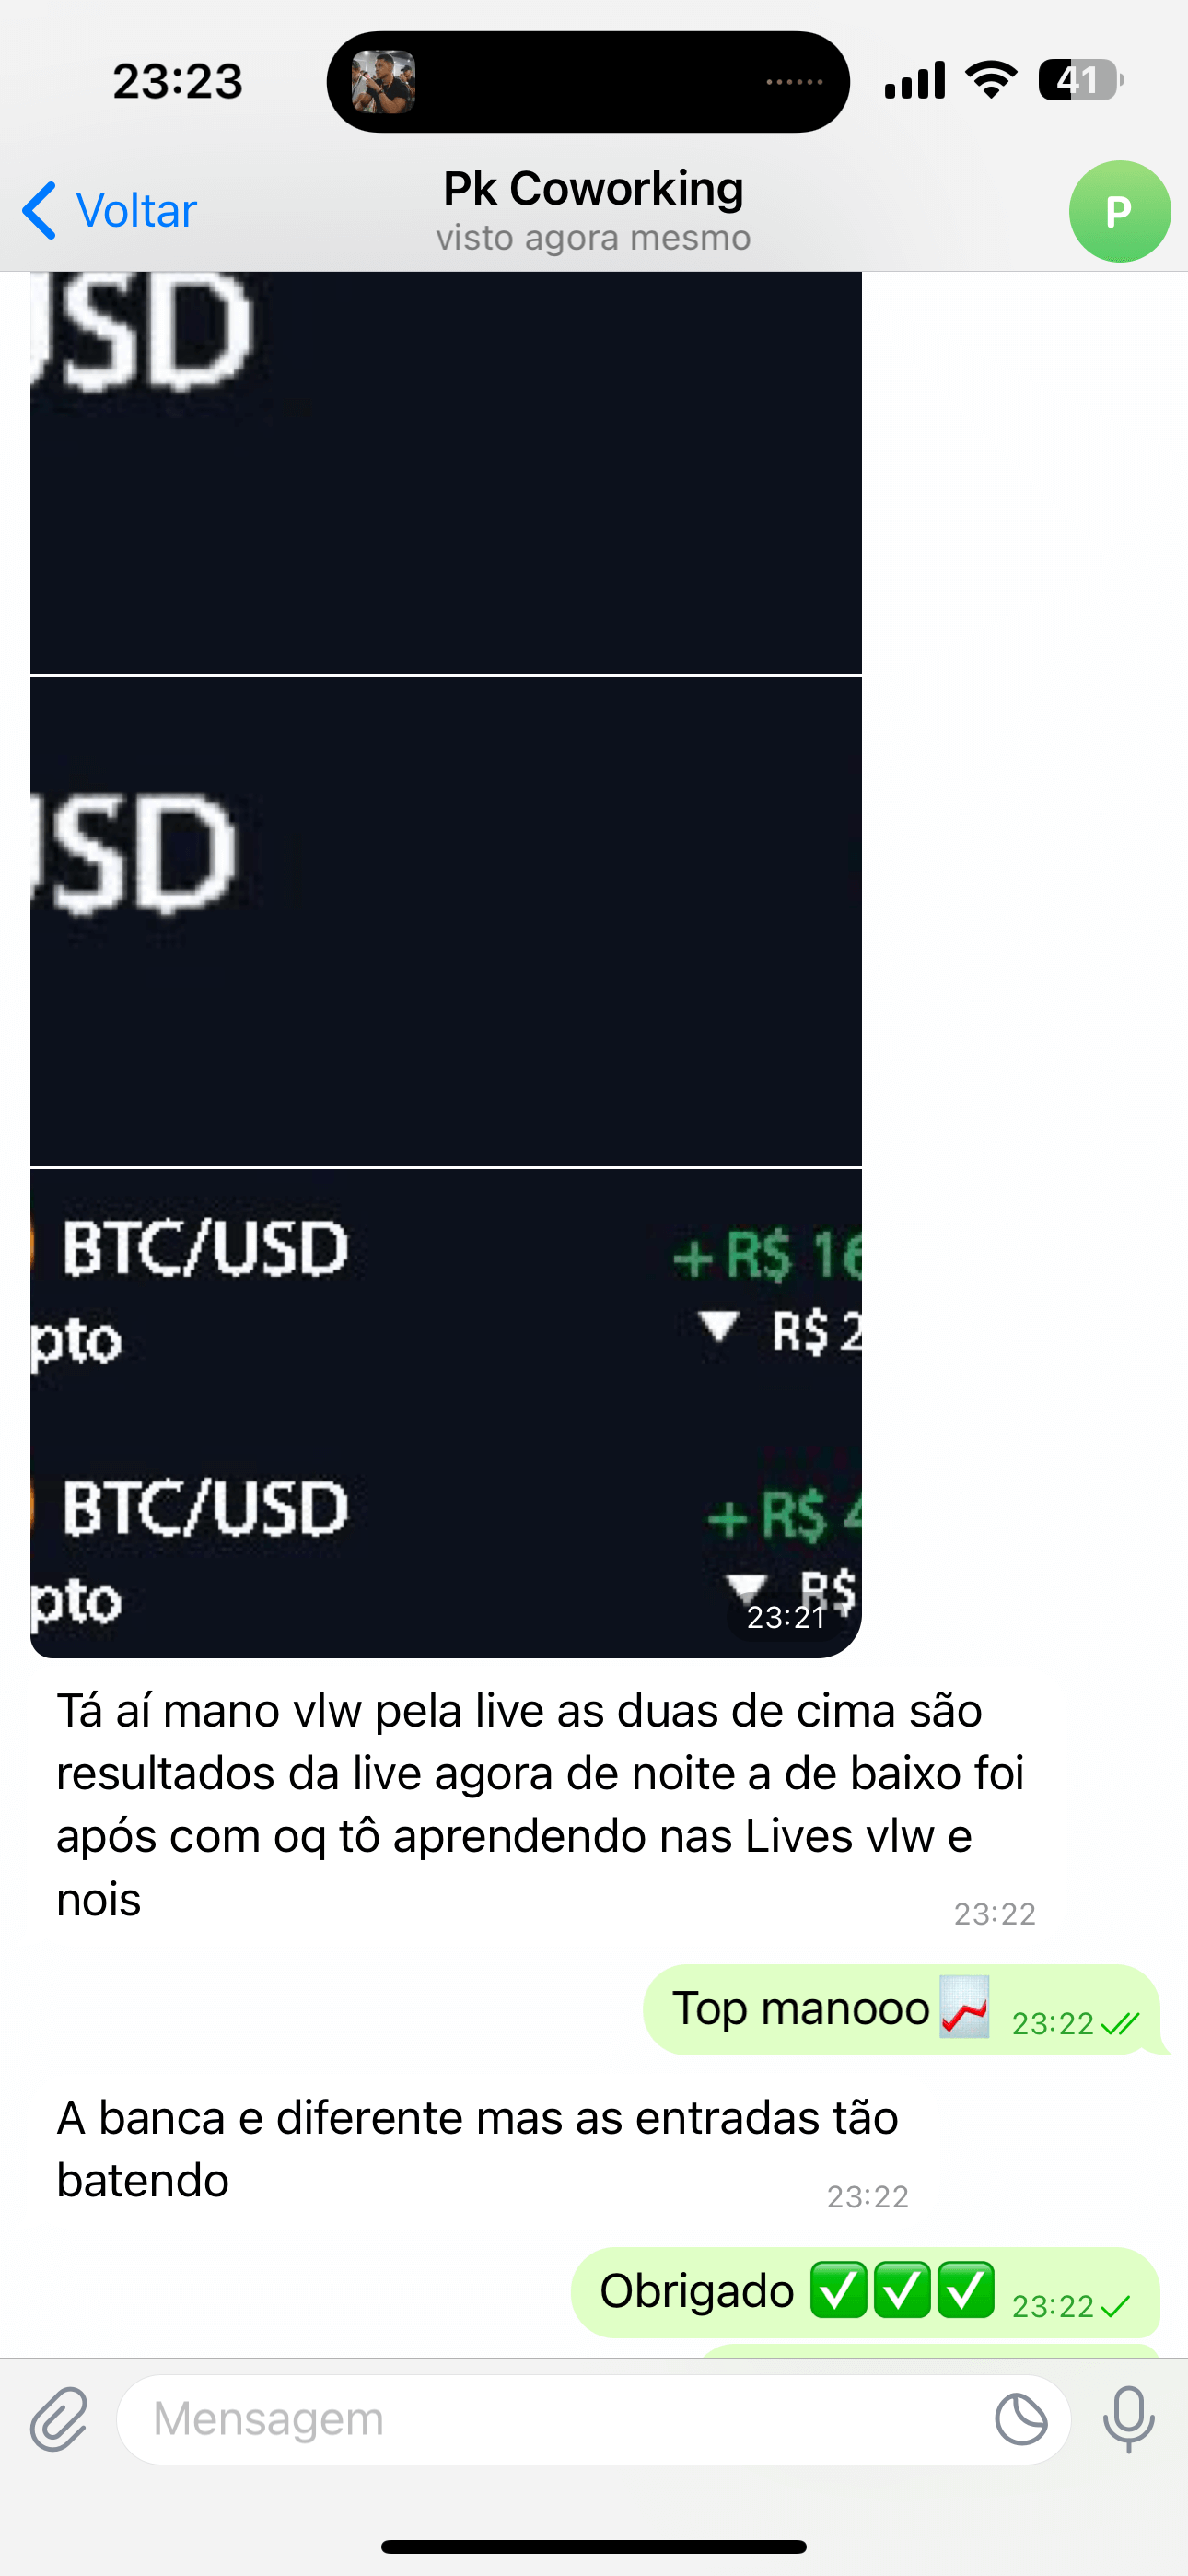 23:23
41
Voltar
Pk Coworking
visto agora mesmo
P
USD
USD
BTC/USD
+ R$ 16
pto
R$ 2
BTC/USD
+ R$ 4
pto
R$
23:21
Tá aí mano vlw pela live as duas de cima são
resultados da live agora de noite a de baixo foi
após com oq tô aprendendo nas Lives vlw e
nois
23:22
Top manooo📈 23:22
A banca e diferente mas as entradas tão
batendo
23:22
Obrigado ✅✅✅ 23:22
Mensagem